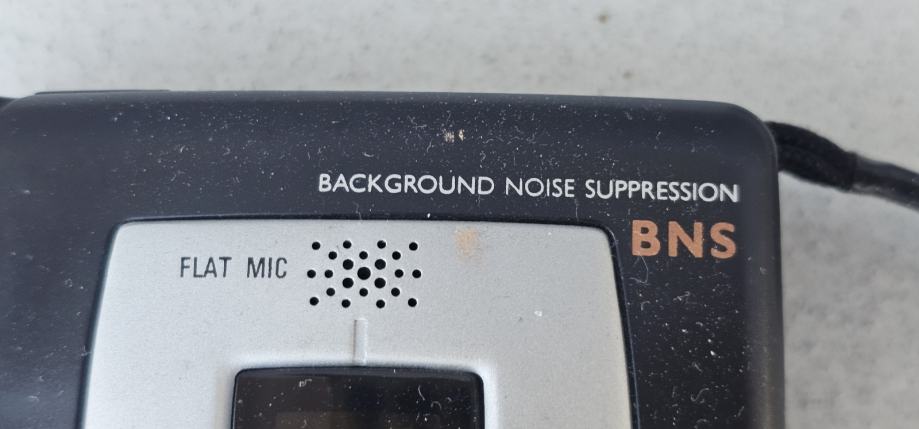 BACKGROUND NOISE SUPPRESSION
BNS
FLAT MIC